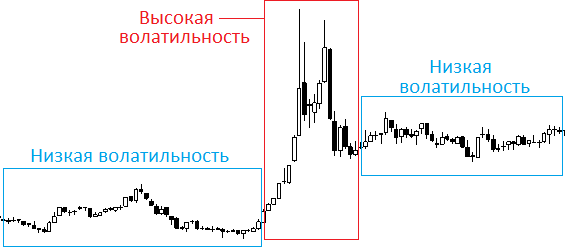 Высокая
волатильность
Низкая
волатильность
Низкая волатильность